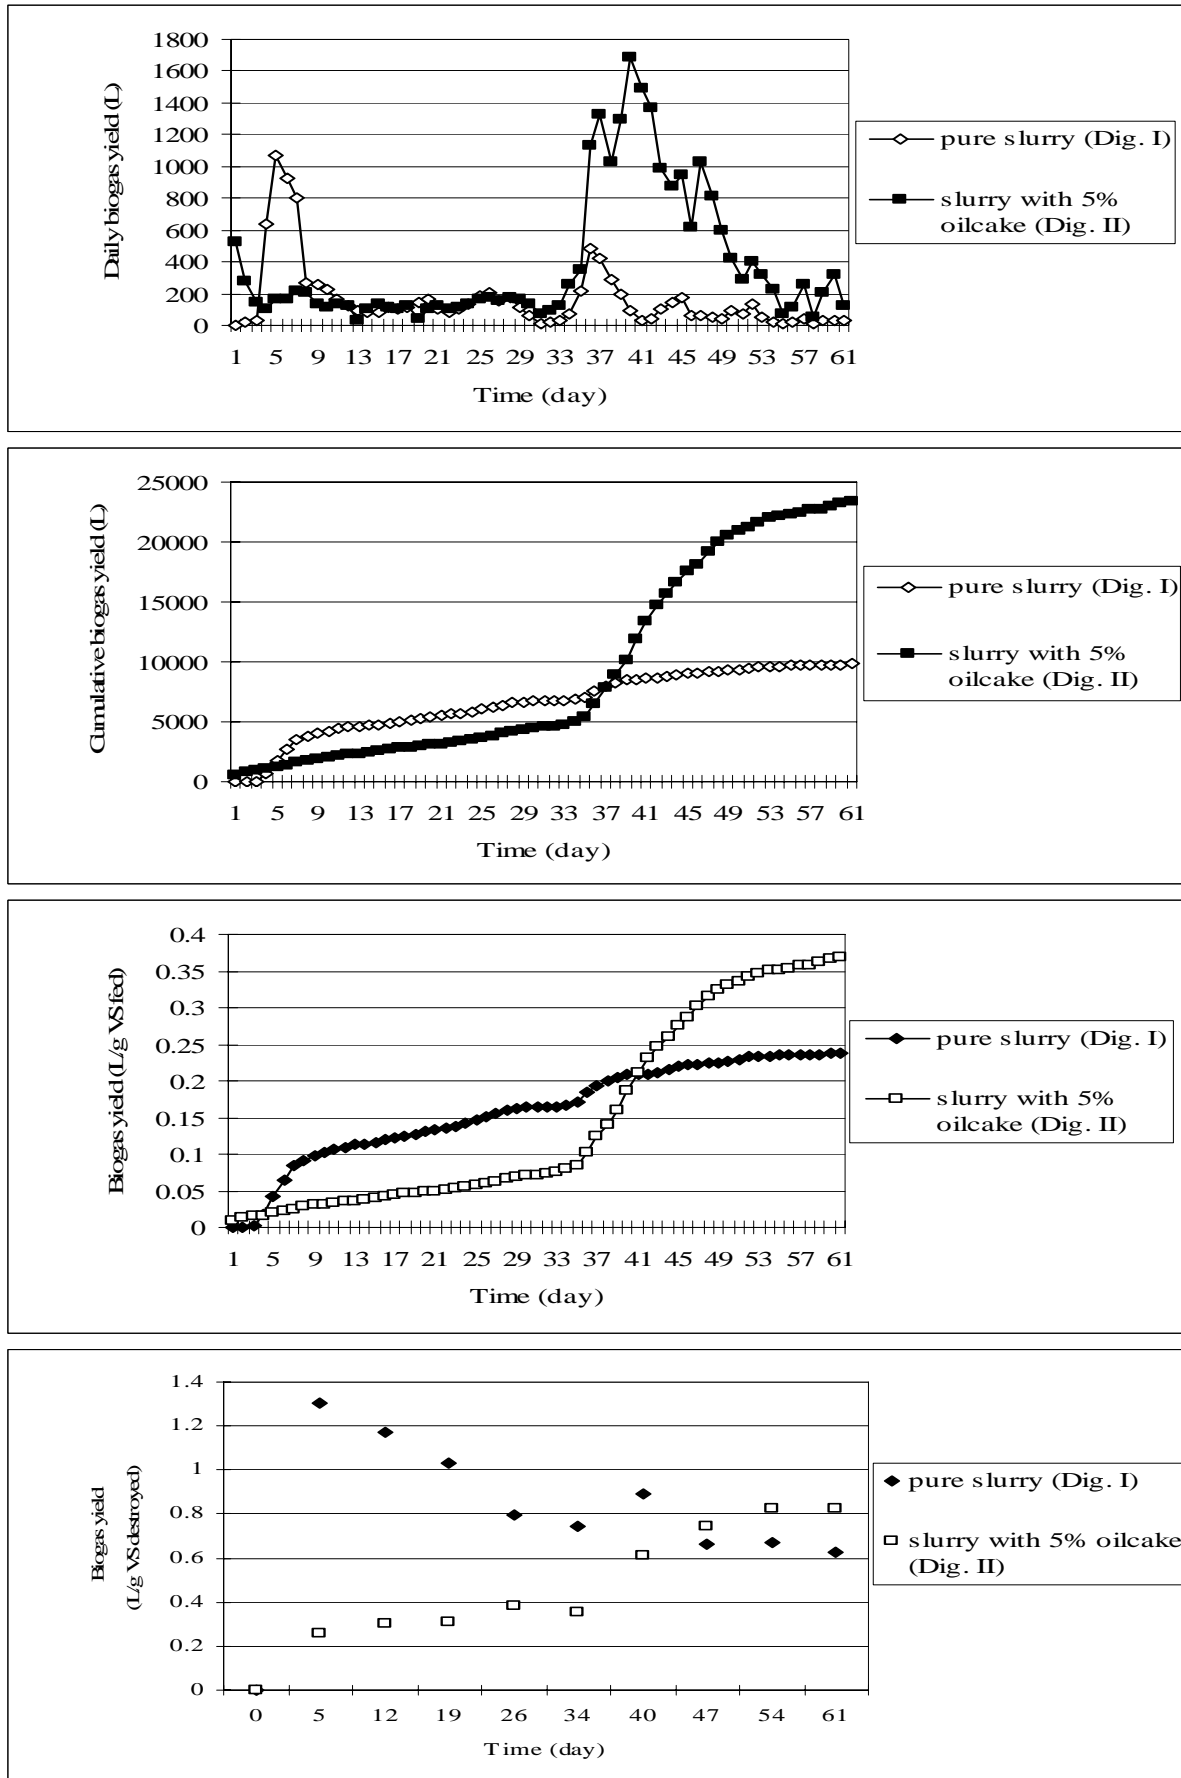 1800
1600
1400
1200
1000
800
600
400
200
0
Daily biogas yield (L)
1 5 9 13 17 21 25 29 33 37 41 45 49 53 57 61
Time (day)
pure slurry (Dig. I)
slurry with 5%
oilcake (Dig. II)
25000
20000
15000
10000
5000
0
Cumulative biogas yield (L)
1 5 9 13 17 21 25 29 33 37 41 45 49 53 57 61
Time (day)
pure slurry (Dig. I)
slurry with 5%
oilcake (Dig. II)
0.4
0.35
0.3
0.25
0.2
0.15
0.1
0.05
0
Biogas yield (L/g VS fed)
1 5 9 13 17 21 25 29 33 37 41 45 49 53 57 61
Time (day)
pure slurry (Dig. I)
slurry with 5%
oilcake (Dig. II)
1.4
1.2
1
0.8
0.6
0.4
0.2
0
Biogas yield
(L/g VS destroyed)
0 5 12 19 26 34 40 47 54 61
Time (day)
pure slurry (Dig. I)
slurry with 5% oilcake
(Dig. II)